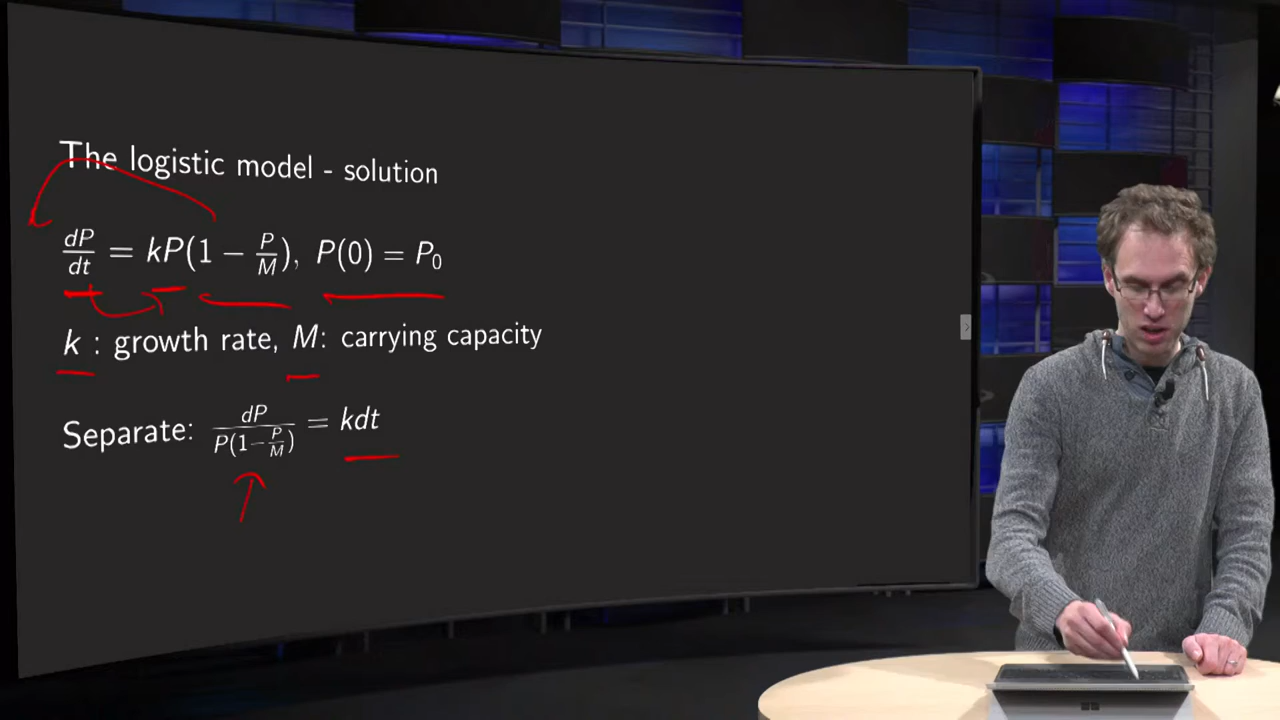 The logistic model - solution
dP/dt = kP(1 − P/M), P(0) = P₀
k : growth rate, M: carrying capacity
Separate: dP/(P(1−P/M)) = kdt